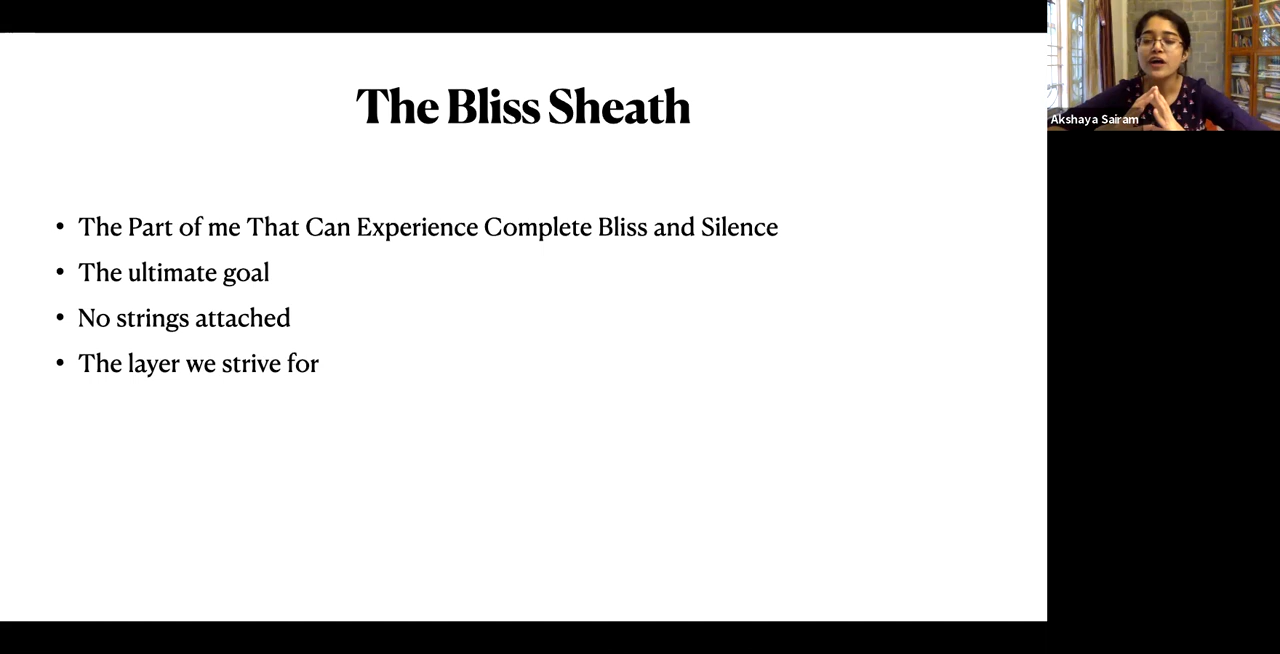 The Bliss Sheath
• The Part of me That Can Experience Complete Bliss and Silence
• The ultimate goal
• No strings attached
• The layer we strive for
Akshaya Sairam